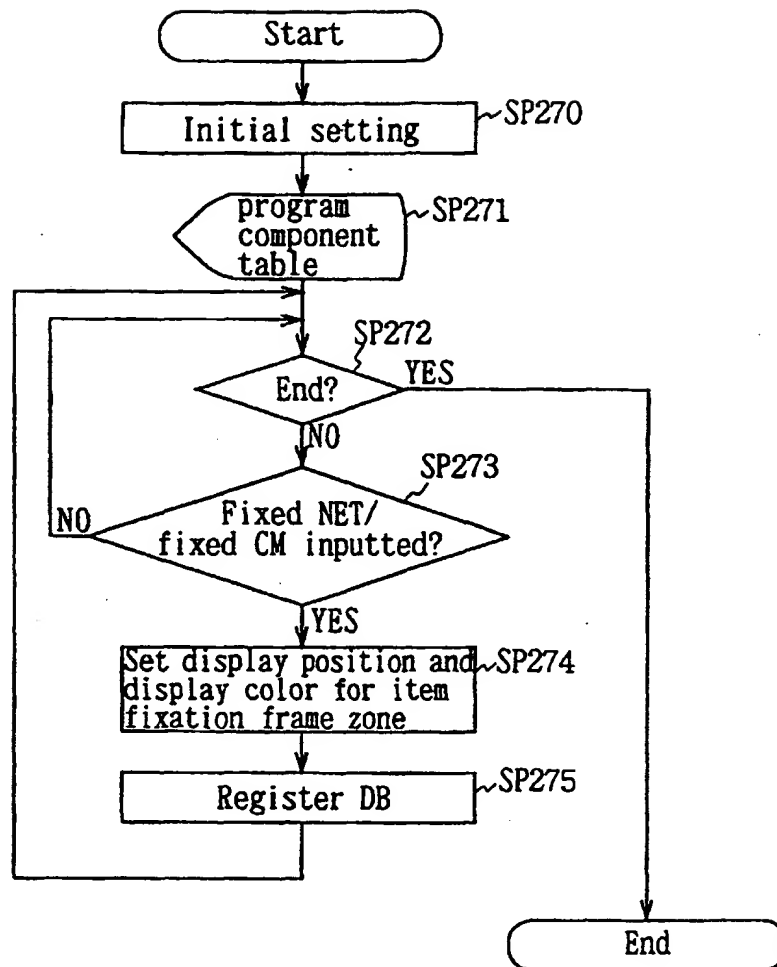 Start
Initial setting
SP270
program
component
table
SP271
SP272
End?
YES
NO
SP273
Fixed NET/
fixed CM inputted?
NO
YES
Set display position and
display color for item
fixation frame zone
SP274
Register DB
SP275
End